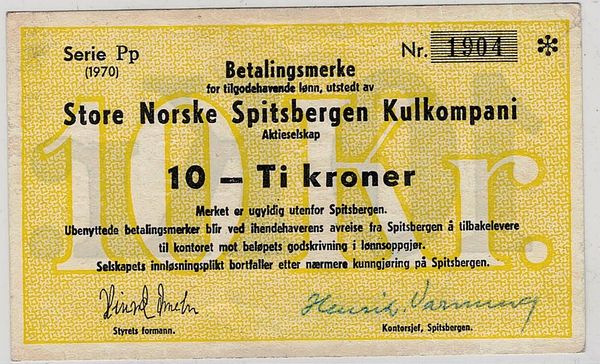 Serie Pp
(1970)
Nr. 1904 *
Betalingsmerke
for tilgodehavende lønn, utstedt av
Store Norske Spitsbergen Kulkompani
Aktieselskap
10 Kr.
10 – Ti kroner
Merket er ugyldig utenfor Spitsbergen.
Ubenyttede betalingsmerker blir ved ihendehaverens avreise fra Spitsbergen å tilbakelevere
til kontoret mot beløpets godskrivning i lønnsoppgjør.
Selskapets innløsningsplikt bortfaller etter nærmere kunngjøring på Spitsbergen.
Henrik Varming
Styrets formann.
Kontorsjef, Spitsbergen.